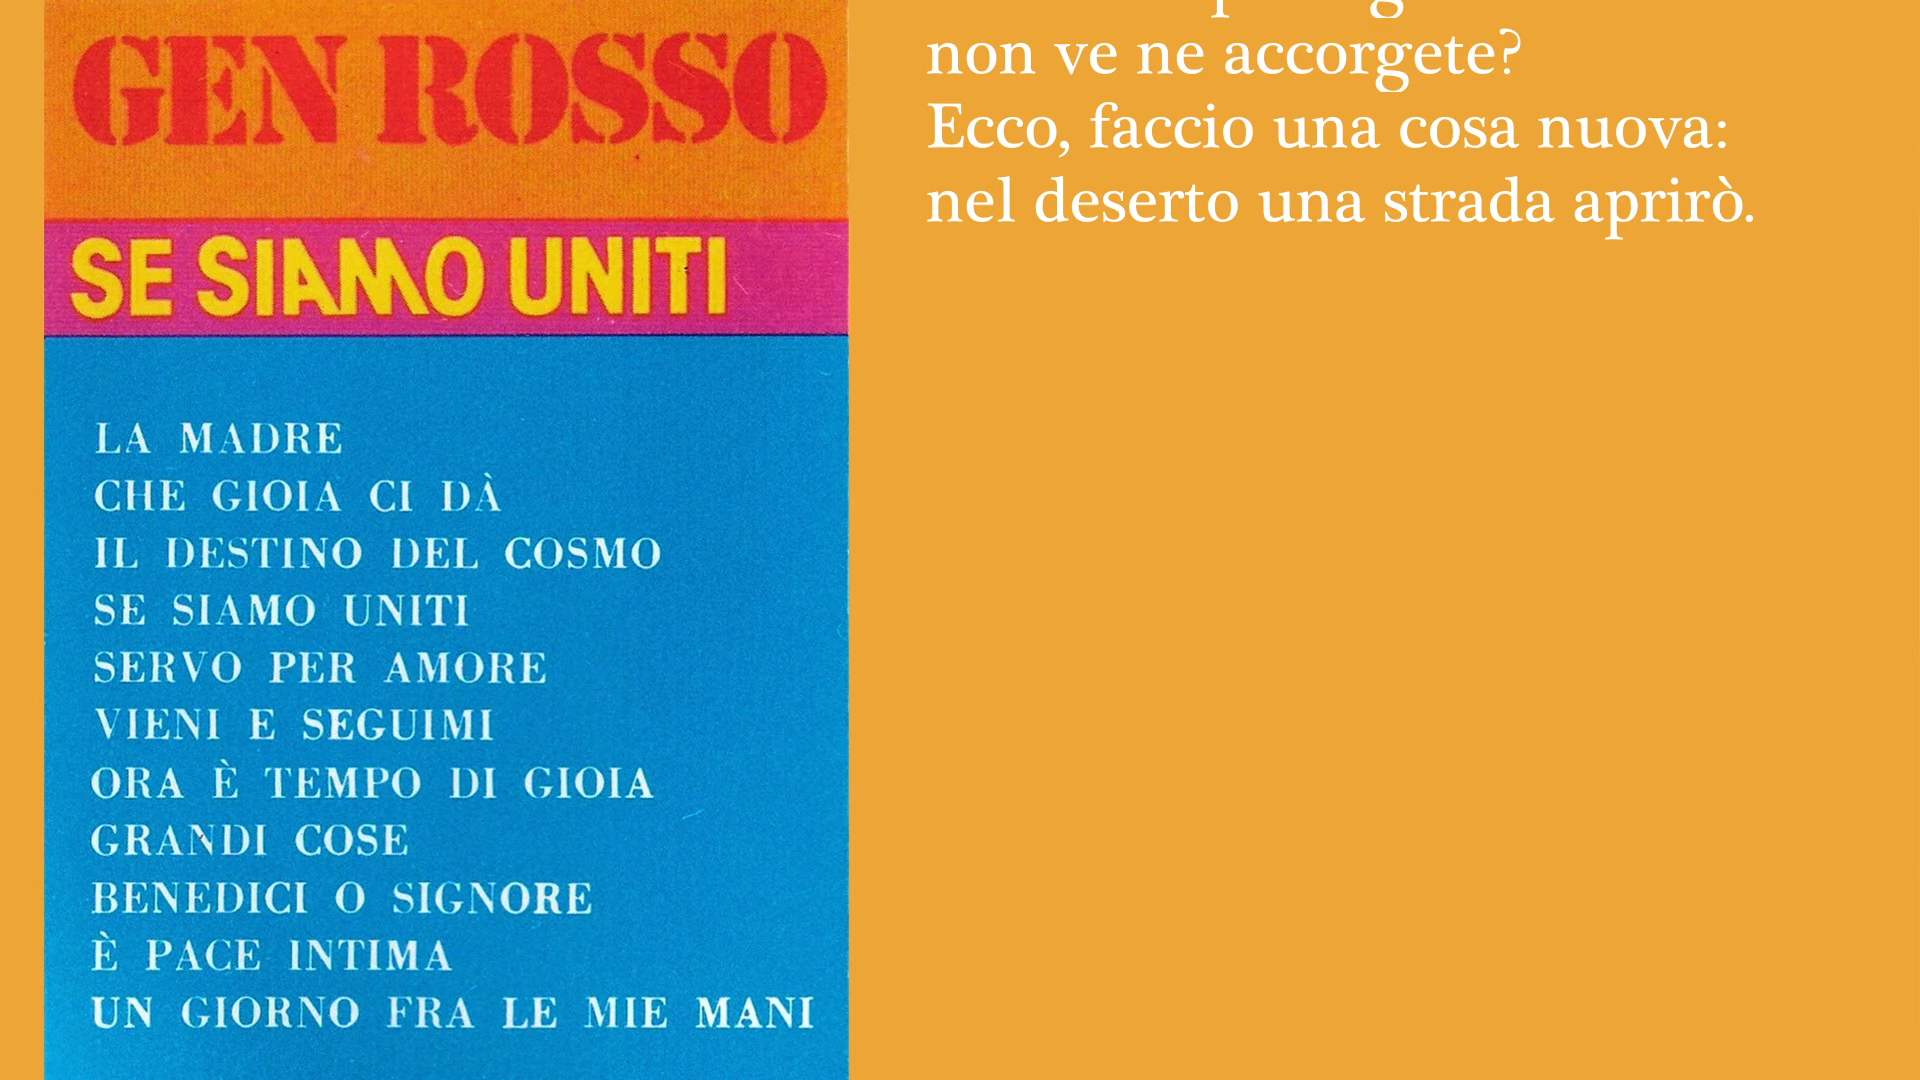 GEN ROSSO
SE SIAMO UNITI
LA MADRE
CHE GIOIA CI DÀ
IL DESTINO DEL COSMO
SE SIAMO UNITI
SERVO PER AMORE
VIENI E SEGUIMI
ORA È TEMPO DI GIOIA
GRANDI COSE
BENEDICI O SIGNORE
È PACE INTIMA
UN GIORNO FRA LE MIE MANI
non ve ne accorgete?
Ecco, faccio una cosa nuova:
nel deserto una strada aprirò.